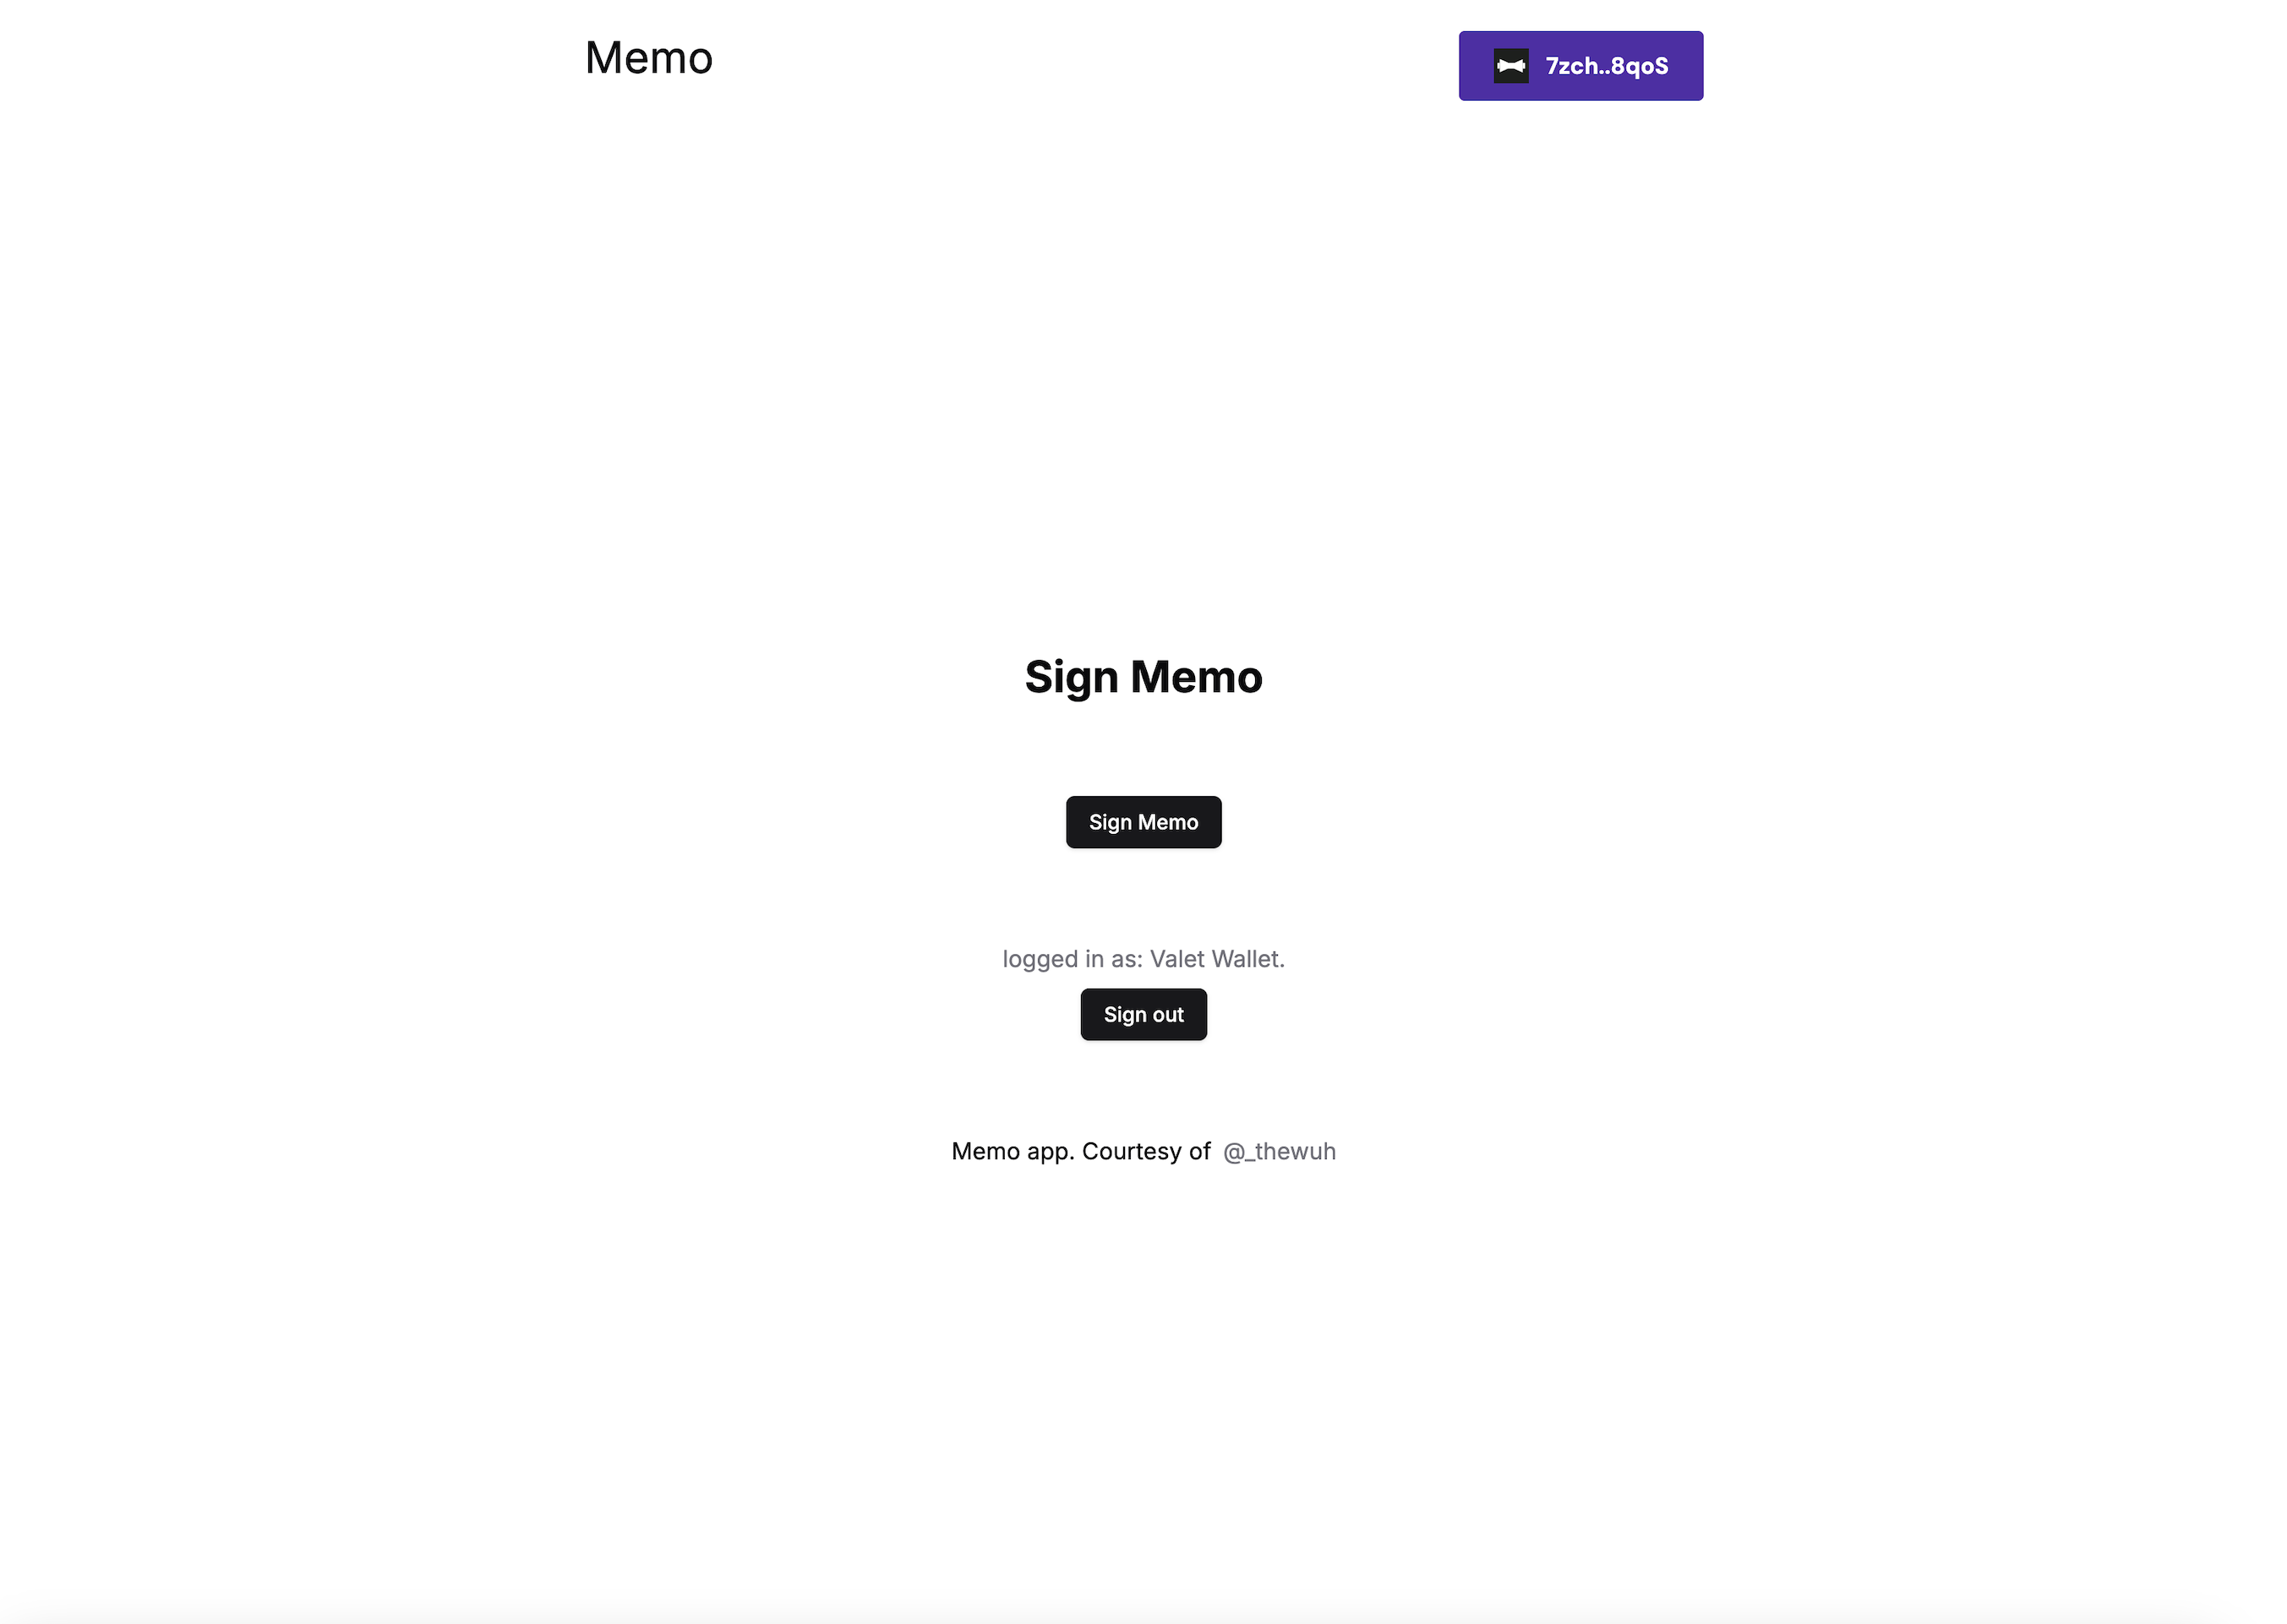 Memo
7zch..8qoS
Sign Memo
Sign Memo
logged in as: Valet Wallet.
Sign out
Memo app. Courtesy of @_thewuh